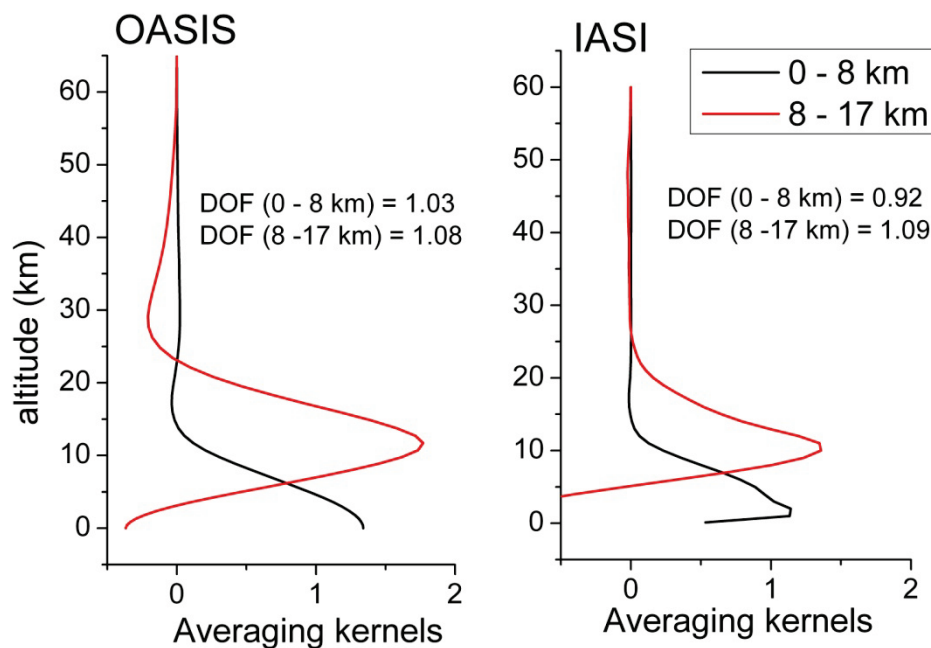 OASIS
DOF (0 - 8 km) = 1.03
DOF (8 -17 km) = 1.08
60
50
40
30
20
10
0
altitude (km)
0
1
2
Averaging kernels
IASI
0 - 8 km
8 - 17 km
DOF (0 - 8 km) = 0.92
DOF (8 -17 km) = 1.09
60
50
40
30
20
10
0
0
1
2
Averaging kernels